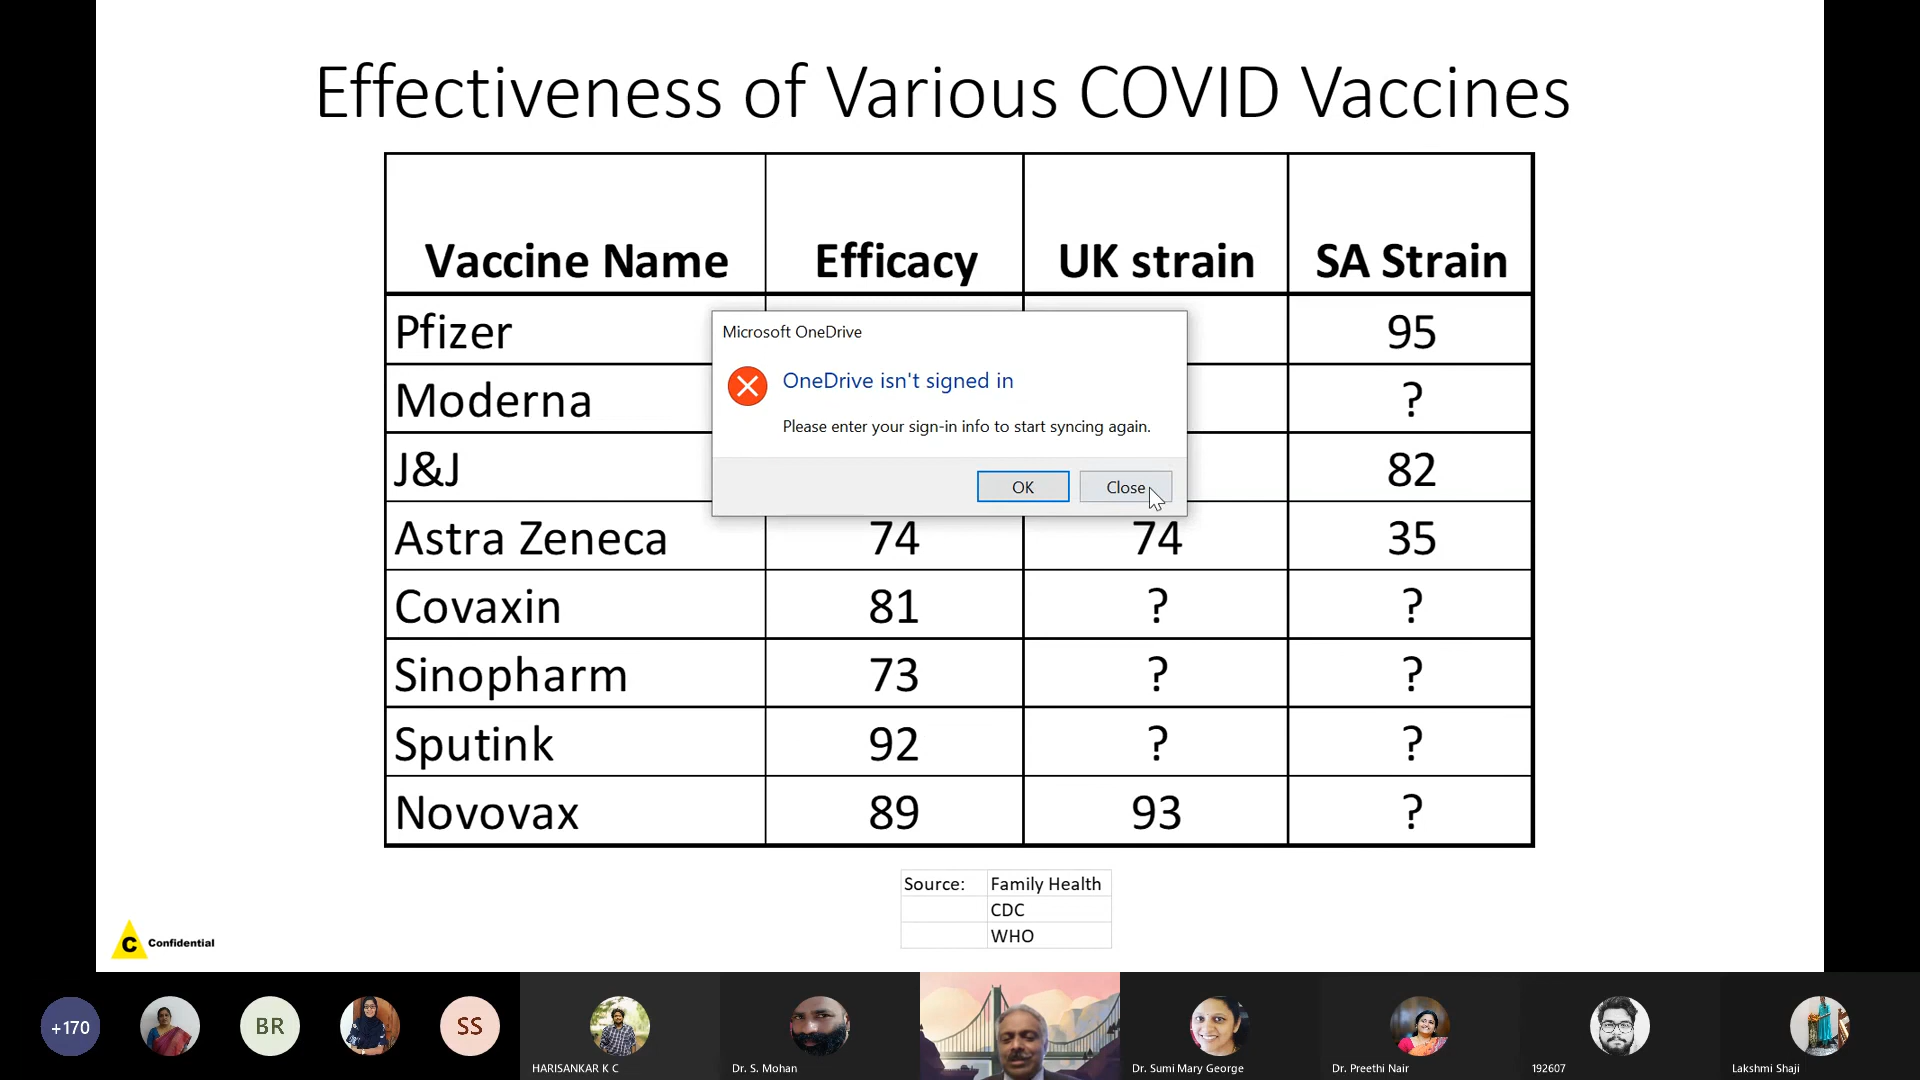 Effectiveness of Various COVID Vaccines
Vaccine Name Efficacy UK strain SA Strain
Pfizer 95
Moderna ?
J&J 82
Microsoft OneDrive
OneDrive isn't signed in
Please enter your sign-in info to start syncing again.
OK Close
Astra Zeneca 74 74 35
Covaxin 81 ? ?
Sinopharm 73 ? ?
Sputink 92 ? ?
Novovax 89 93 ?
Source: Family Health
CDC
WHO
C Confidential
+170 BR SS
HARISANKAR K C Dr. S. Mohan Dr. Sumi Mary George Dr. Preethi Nair 192607 Lakshmi Shaji